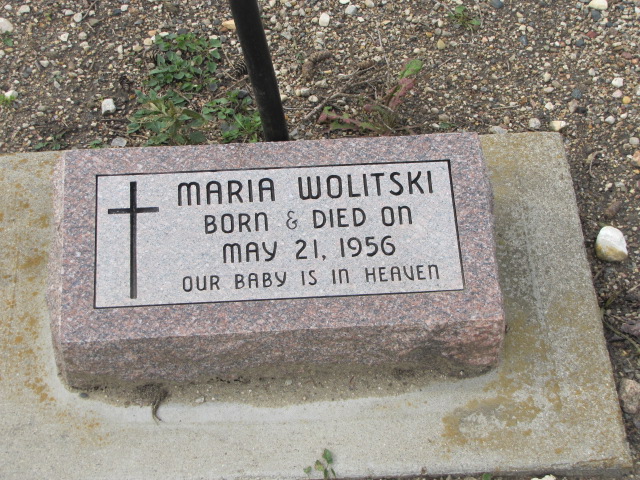 MARIA WOLITSKI
BORN & DIED ON
MAY 21, 1956
OUR BABY IS IN HEAVEN